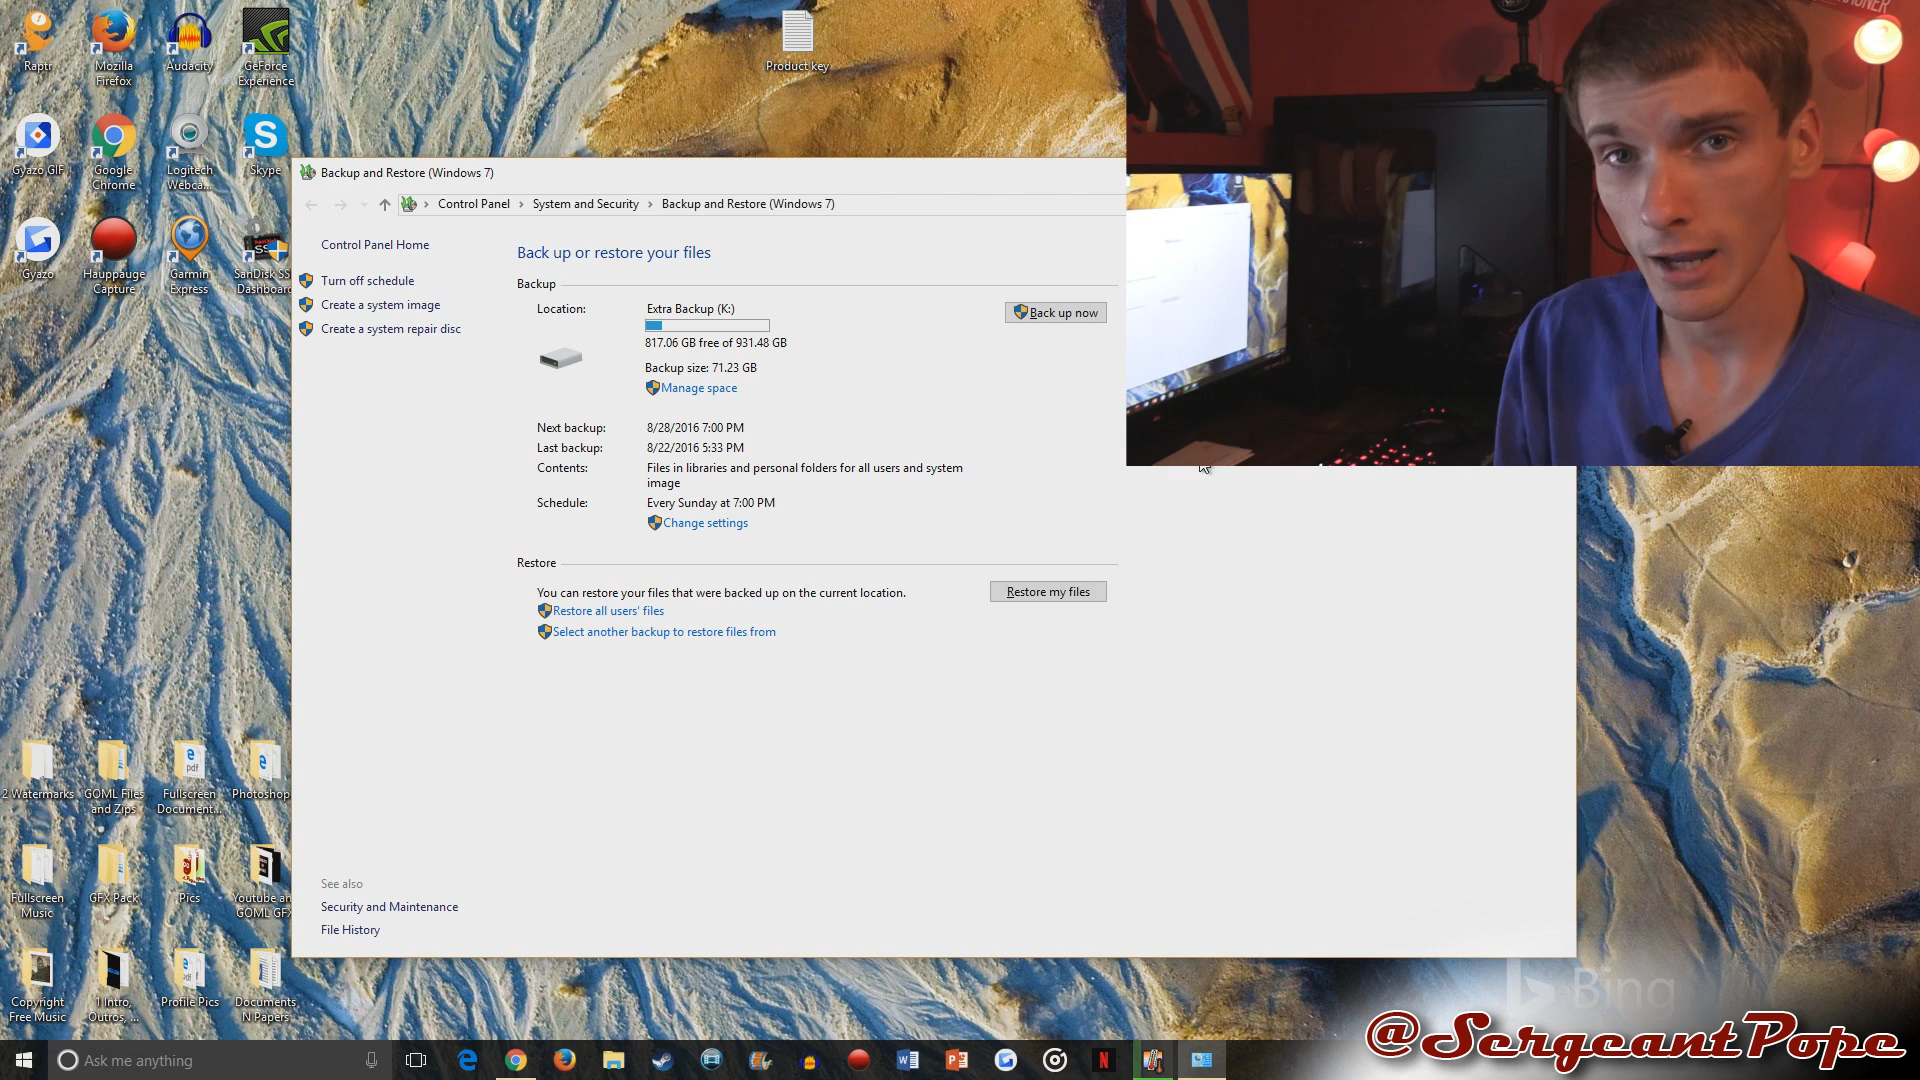 Raptr
Mozilla
Firefox
Audacity
GeForce
Experience
Product key
Gyazo GIF
Google
Chrome
Logitech
Webca...
Skype
Gyazo
Hauppauge
Capture
Garmin
Express
SanDisk SS
Dashboard
Backup and Restore (Windows 7)
Control Panel
System and Security
Backup and Restore (Windows 7)
Control Panel Home
Turn off schedule
Create a system image
Create a system repair disc
Back up or restore your files
Backup
Location:
Extra Backup (K:)
817.06 GB free of 931.48 GB
Backup size: 71.23 GB
Manage space
Back up now
Next backup:
8/28/2016 7:00 PM
Last backup:
8/22/2016 5:33 PM
Contents:
Files in libraries and personal folders for all users and system
image
Schedule:
Every Sunday at 7:00 PM
Change settings
Restore
You can restore your files that were backed up on the current location.
Restore my files
Restore all users' files
Select another backup to restore files from
See also
Security and Maintenance
File History
2 Watermarks
GOML Files
and Zips
pdf
Fullscreen
Document...
Photoshop
Fullscreen
Music
GFX Pack
Pics
Youtube an
GOML GFX
Copyright
Free Music
1 Intro,
Outros, ...
Profile Pics
Documents
N Papers
Bing
@SergeantPope
Ask me anything